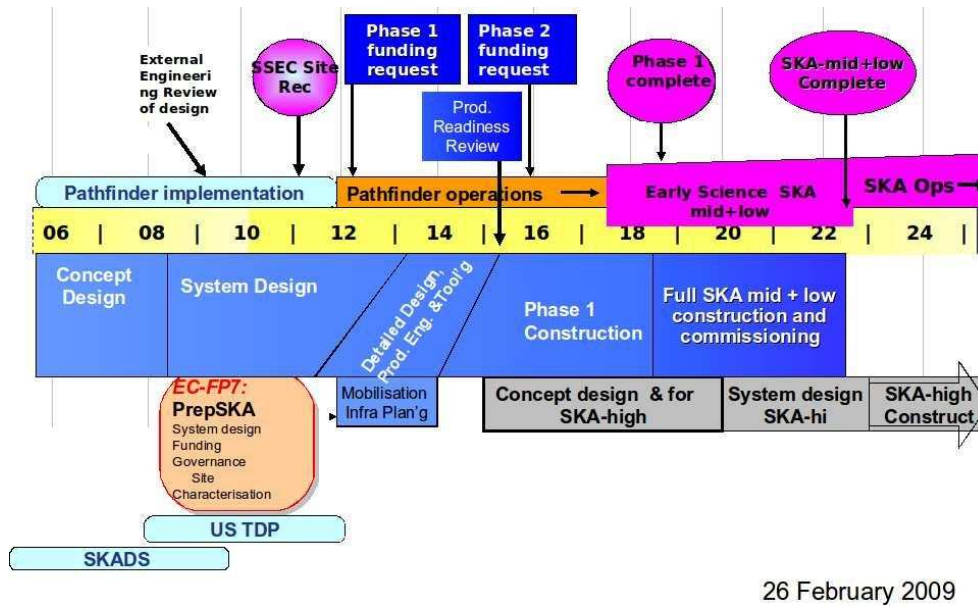 External
Engineeri
ng Review
of design
SSEC Site
Rec
Phase 1
funding
request
Phase 2
funding
request
Prod.
Readiness
Review
Phase 1
complete
SKA-mid+low
Complete
Pathfinder implementation
Pathfinder operations
Early Science SKA
mid+low
SKA Ops
06 | 08 | 10 | 12 | 14 | 16 | 18 | 20 | 22 | 24 |
Concept
Design
System Design
Detailed Design,
Prod. Eng. &Tool'g
Phase 1
Construction
Full SKA mid + low
construction and
commissioning
EC-FP7:
PrepSKA
System design
Funding
Governance
Site
Characterisation
Mobilisation
Infra Plan'g
Concept design & for
SKA-high
System design
SKA-hi
SKA-high
Construct
US TDP
SKADS
26 February 2009